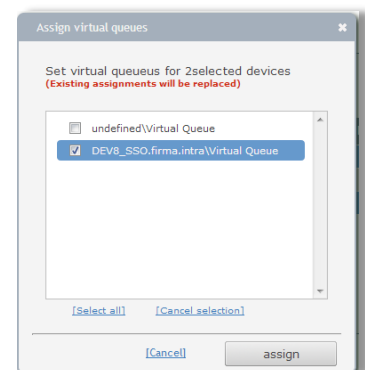 Assign virtual queues
Set virtual queueus for 2selected devices
(Existing assignments will be replaced)
undefined\Virtual Queue
DEV8_SSO.firma.intra\Virtual Queue
[Select all] [Cancel selection]
[Cancel] assign